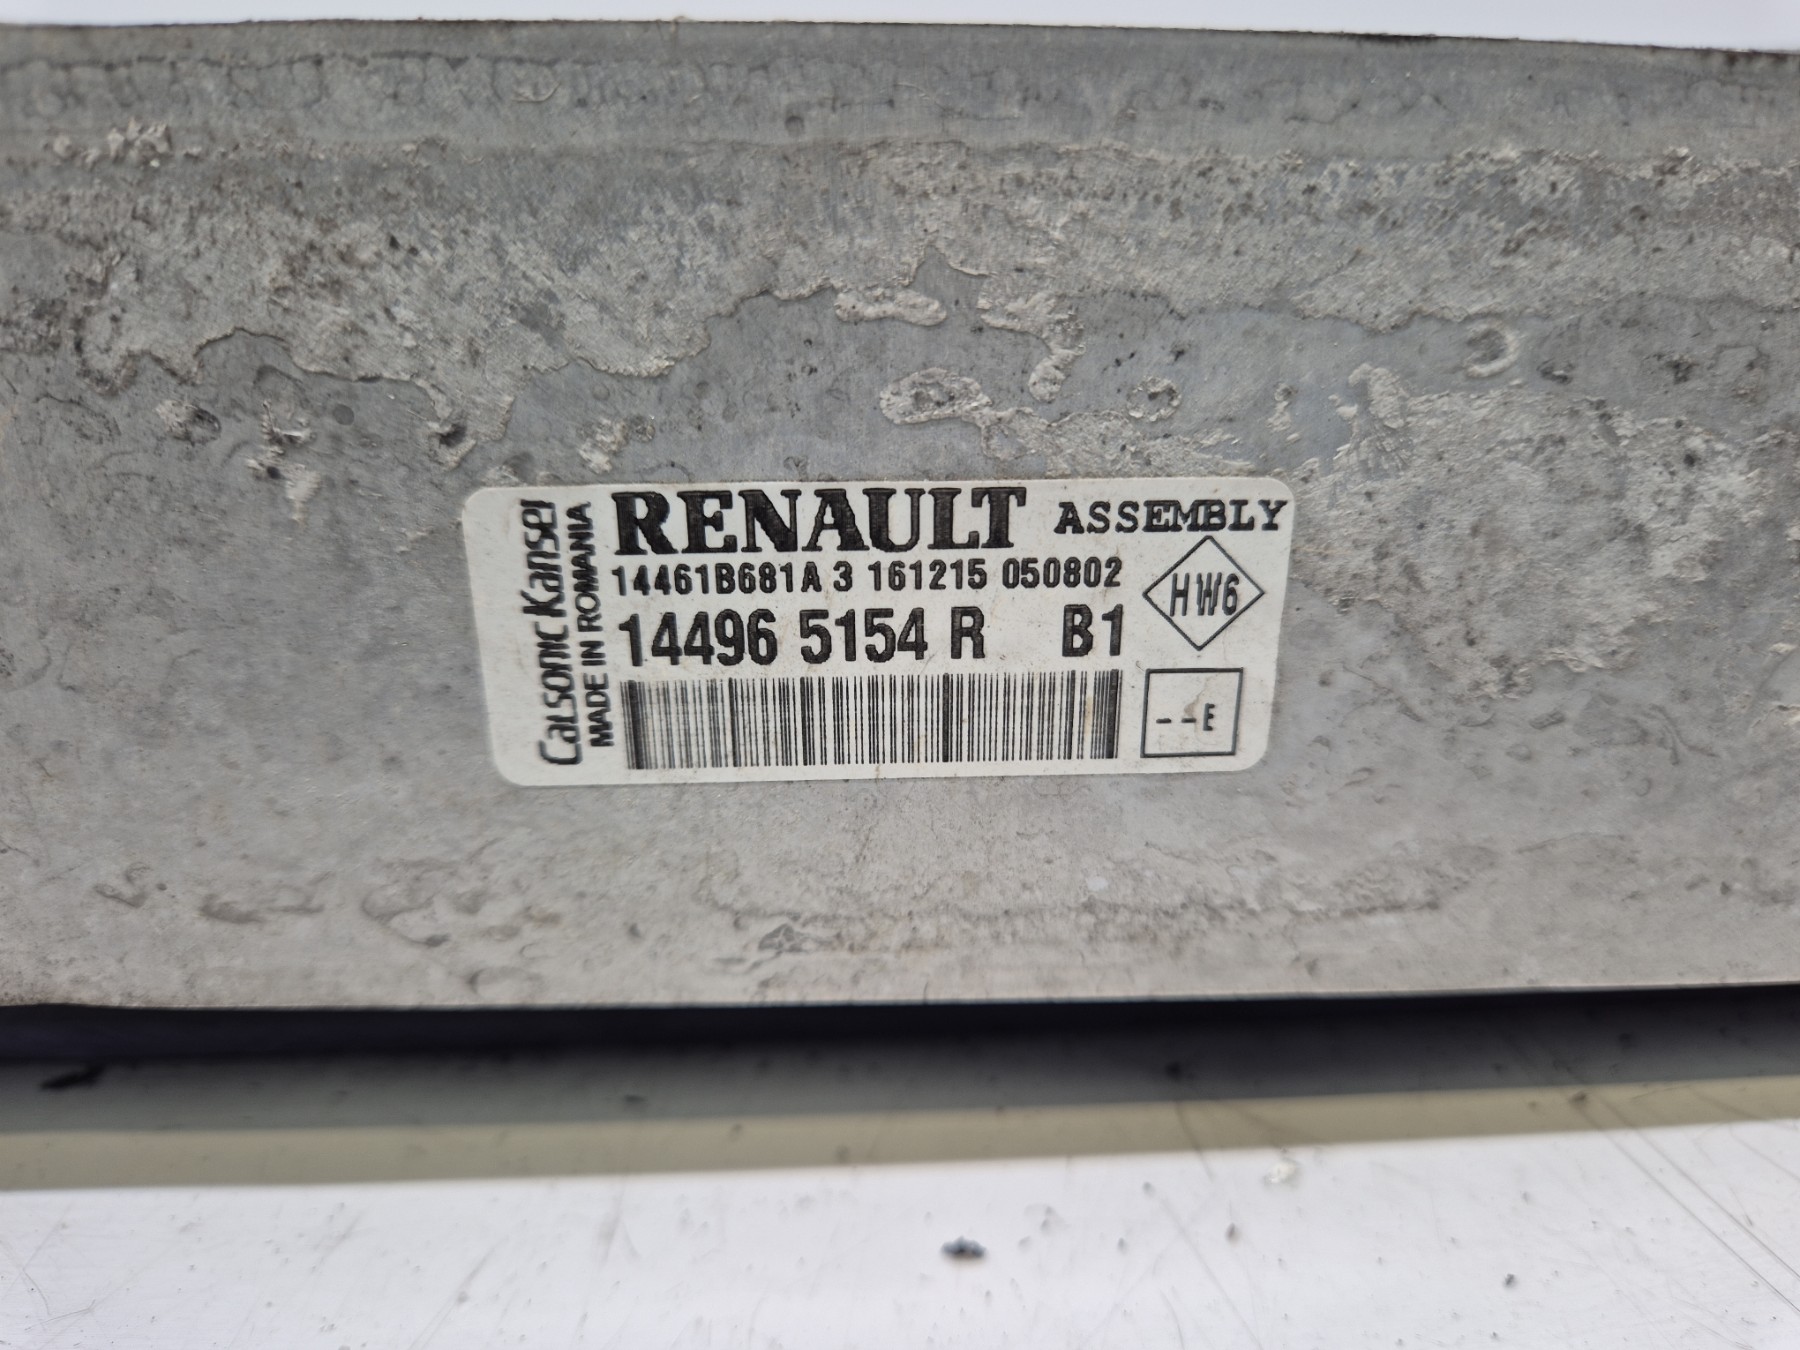 Calsonic Kansei
MADE IN ROMANIA
RENAULT ASSEMBLY
14461B681A 3 161215 050802
HW6
14496 5154 R B1
--E